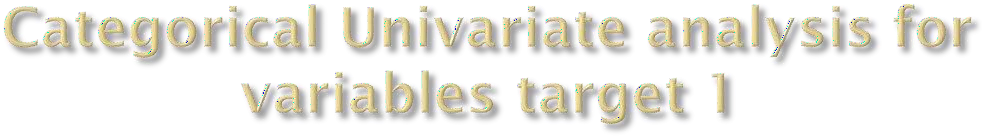 Categorical Univariate analysis for
variables target 1